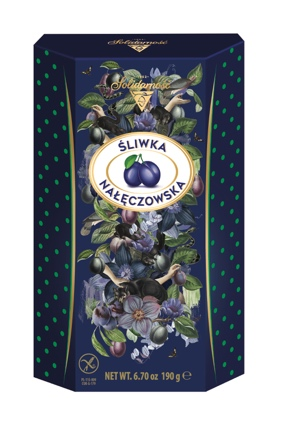 Solidarność
ŚLIWKA
NAŁĘCZOWSKA
NET WT. 6.70 oz 190 g ℮